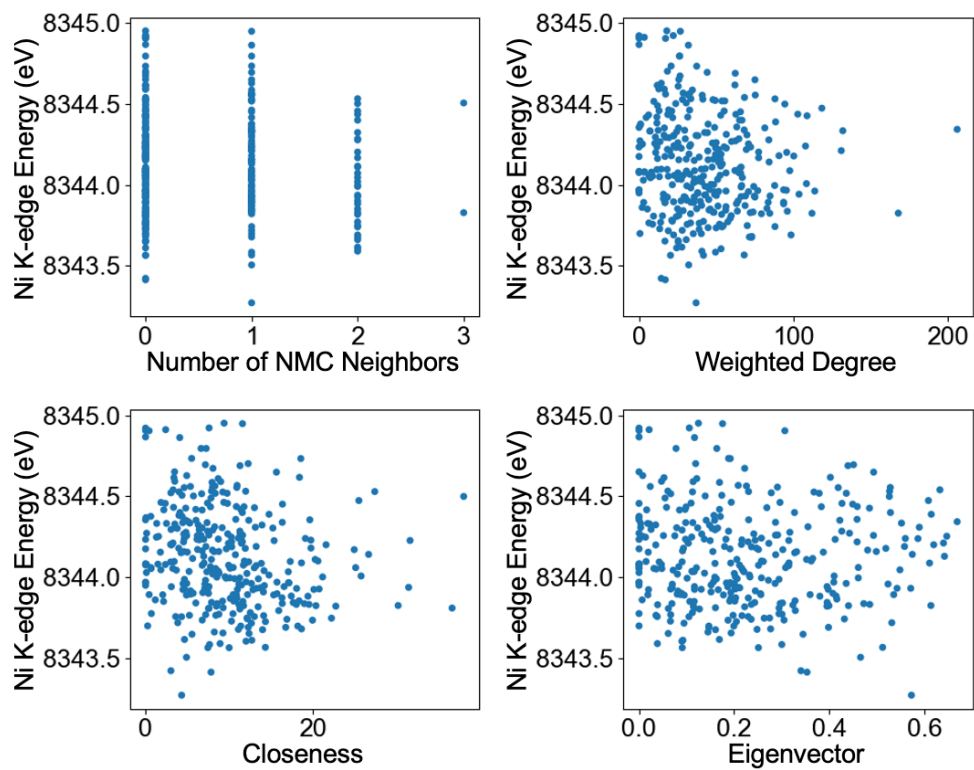 8345.0
8344.5
8344.0
8343.5
Ni K-edge Energy (eV)
0 1 2 3
Number of NMC Neighbors
8345.0
8344.5
8344.0
8343.5
Ni K-edge Energy (eV)
0 100 200
Weighted Degree
8345.0
8344.5
8344.0
8343.5
Ni K-edge Energy (eV)
0 20
Closeness
8345.0
8344.5
8344.0
8343.5
Ni K-edge Energy (eV)
0.0 0.2 0.4 0.6
Eigenvector